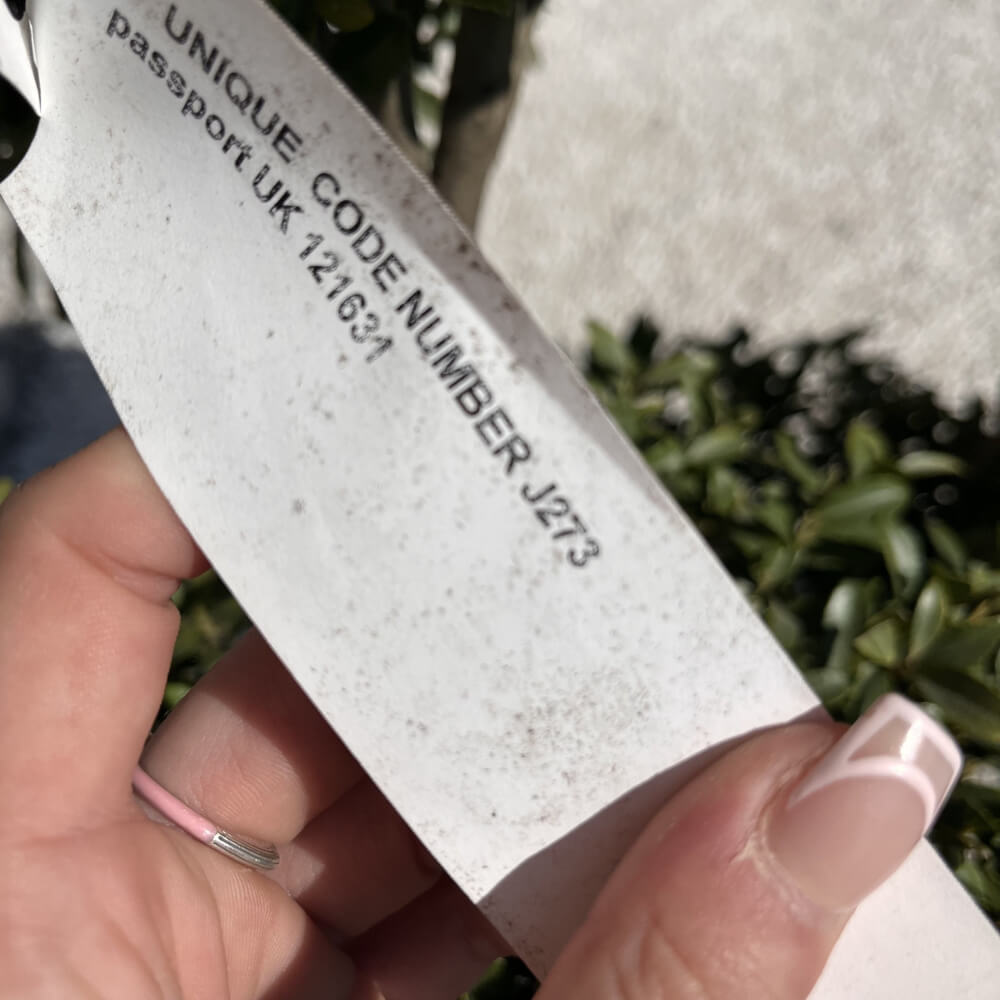 UNIQUE CODE NUMBER J273
passport UK 121631